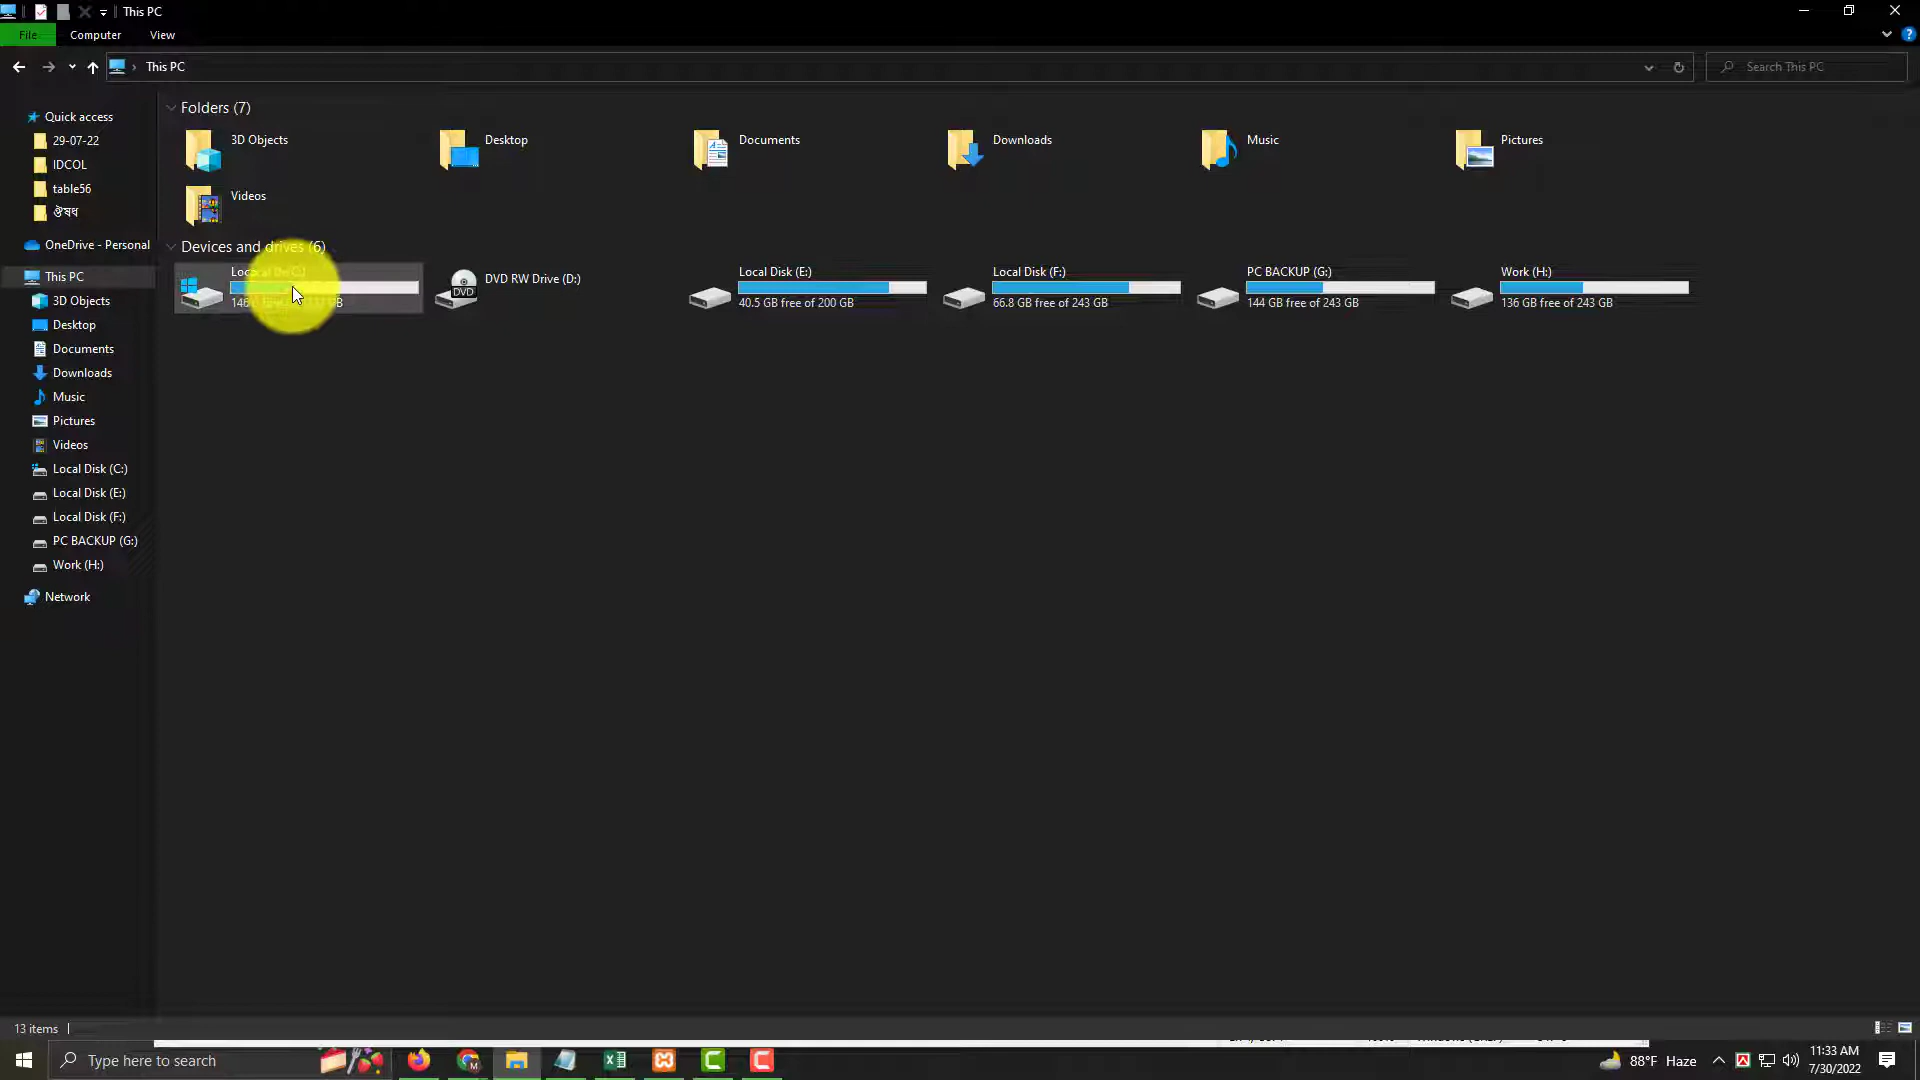 This PC
File
Computer
View
This PC
Search This PC
Quick access
29-07-22
IDCOL
table56
ঔষধ
OneDrive - Personal
This PC
3D Objects
Desktop
Documents
Downloads
Music
Pictures
Videos
Local Disk (C:)
Local Disk (E:)
Local Disk (F:)
PC BACKUP (G:)
Work (H:)
Network
Folders (7)
3D Objects
Desktop
Documents
Downloads
Music
Pictures
Videos
Devices and drives (6)
DVD RW Drive (D:)
DVD
Local Disk (E:)
40.5 GB free of 200 GB
Local Disk (F:)
66.8 GB free of 243 GB
PC BACKUP (G:)
144 GB free of 243 GB
Work (H:)
136 GB free of 243 GB
13 items
Type here to search
88°F Haze
11:33 AM
7/30/2022